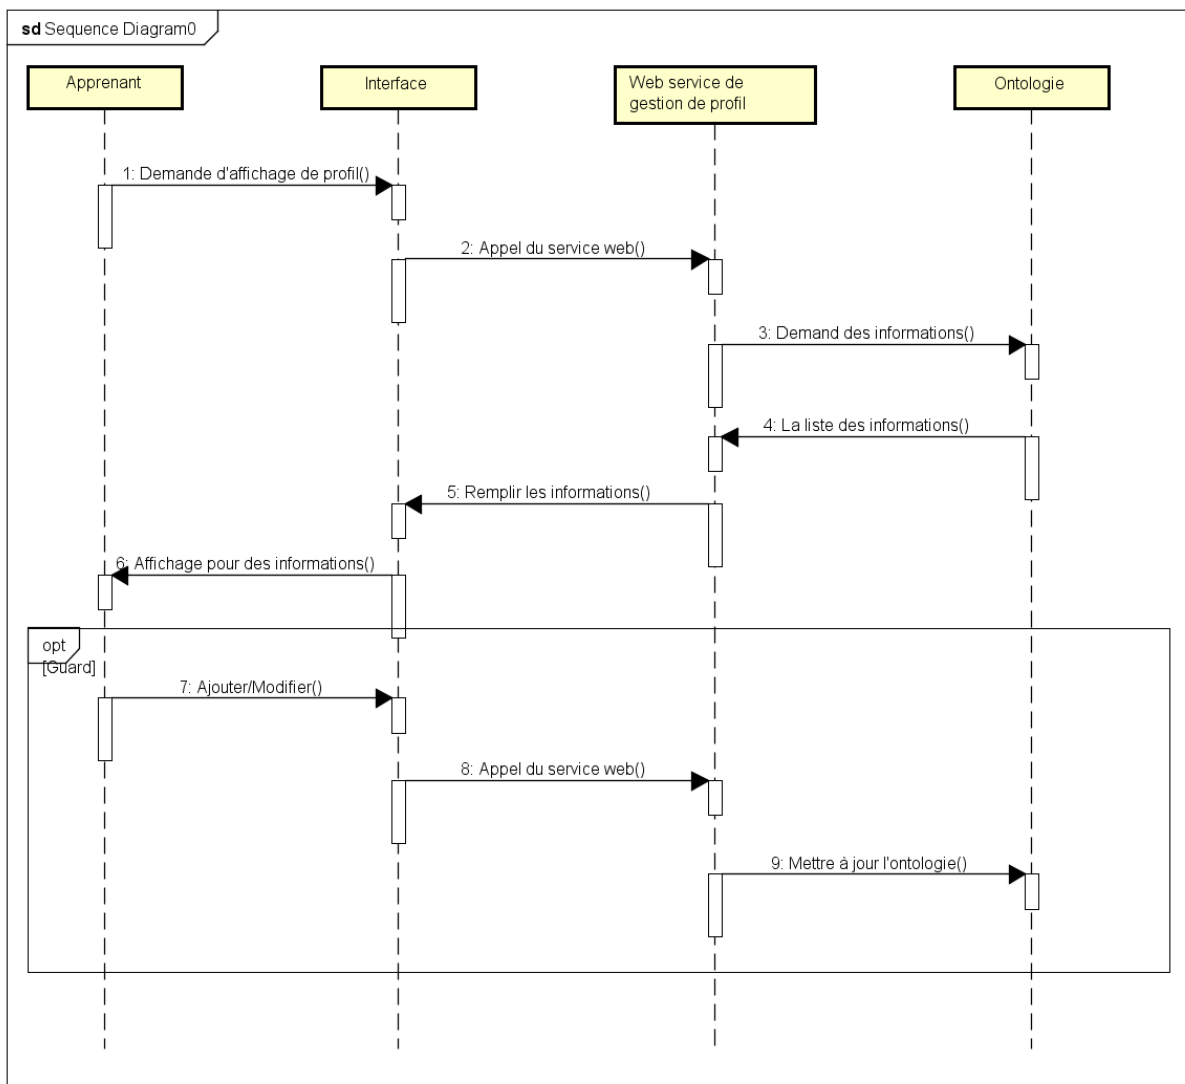 sd Sequence Diagram0
Apprenant
Interface
Web service de
gestion de profil
Ontologie
1: Demande d'affichage de profil()
2: Appel du service web()
3: Demand des informations()
4: La liste des informations()
5: Remplir les informations()
6: Affichage pour des informations()
opt
[Guard]
7: Ajouter/Modifier()
8: Appel du service web()
9: Mettre à jour l'ontologie()